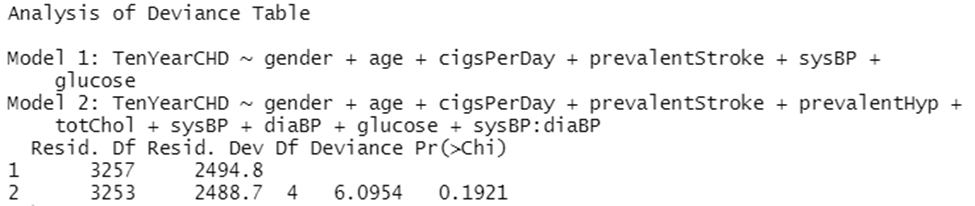 Analysis of Deviance Table
Model 1: TenYearCHD ~ gender + age + cigsPerDay + prevalentStroke + sysBP +
glucose
Model 2: TenYearCHD ~ gender + age + cigsPerDay + prevalentStroke + prevalentHyp +
totChol + sysBP + diaBP + glucose + sysBP:diaBP
Resid. Df Resid. Dev Df Deviance Pr(>Chi)
1 3257 2494.8
2 3253 2488.7 4 6.0954 0.1921